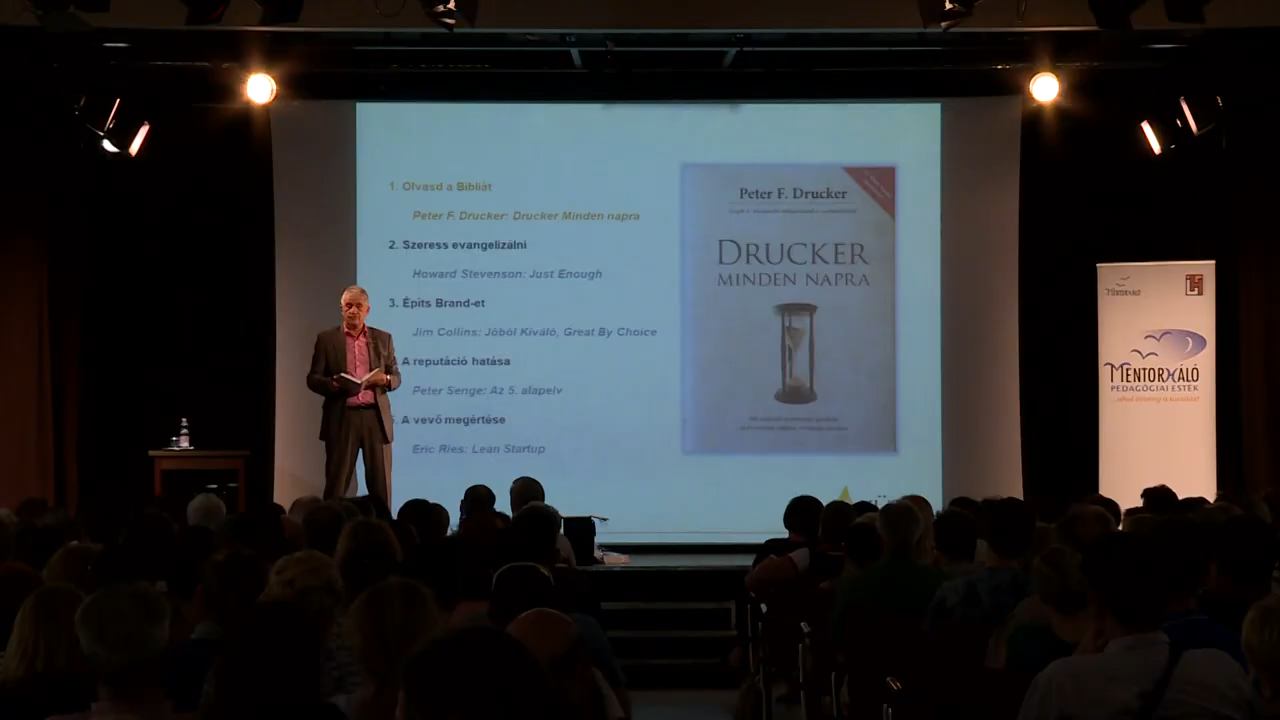 1. Olvasd a Bibliát
Peter F. Drucker: Drucker Minden napra
2. Szeress evangelizálni
Howard Stevenson: Just Enough
3. Építs Brand-et
Jim Collins: Jóból Kiváló, Great By Choice
A reputáció hatása
Peter Senge: Az 5. alapelv
A vevő megértése
Eric Ries: Lean Startup
Peter F. Drucker
DRUCKER
MINDEN NAPRA
MENTORHÁLÓ
PEDAGÓGIAI ESTÉK